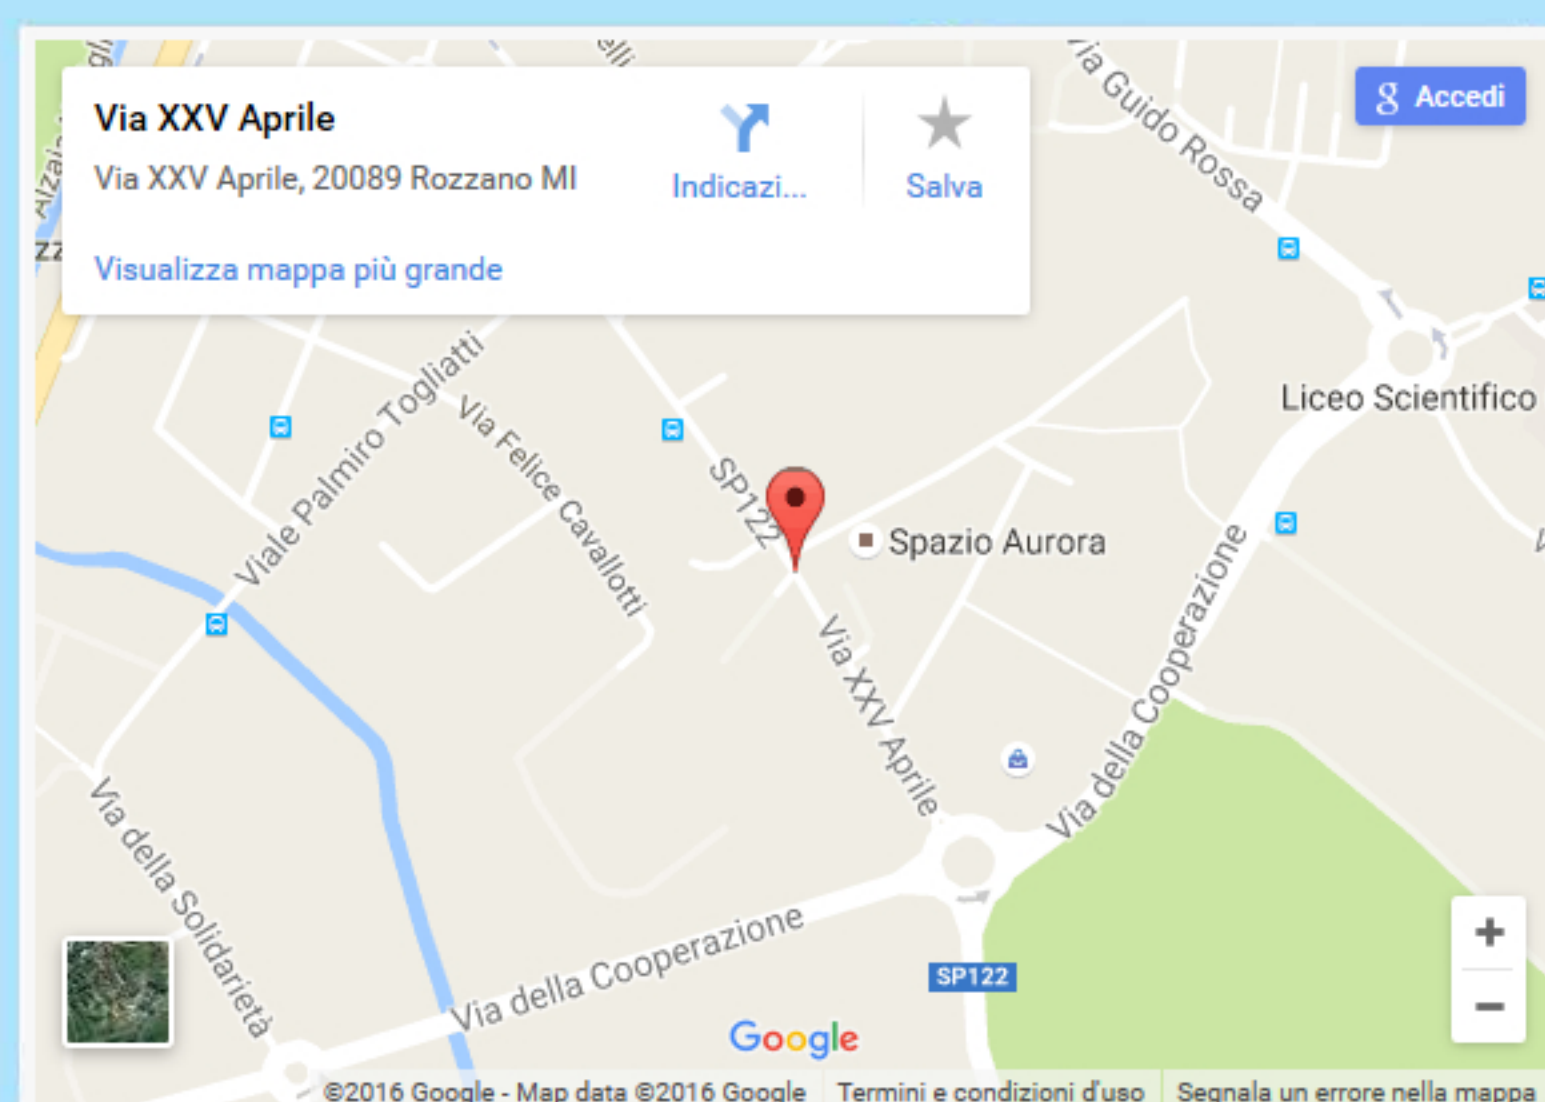 Via XXV Aprile
Via XXV Aprile, 20089 Rozzano MI
Indicazi...
Salva
Visualizza mappa più grande
g Accedi
Via Guido Rossa
Alzaia
zz
elli
Viale Palmiro Togliatti
Via Felice Cavallotti
SP122
Liceo Scientifico
Spazio Aurora
Via XXV Aprile
Via della Cooperazione
Via della Solidarietà
Via della Cooperazione
SP122
+
−
Google
©2016 Google - Map data ©2016 Google
Termini e condizioni d'uso
Segnala un errore nella mappa